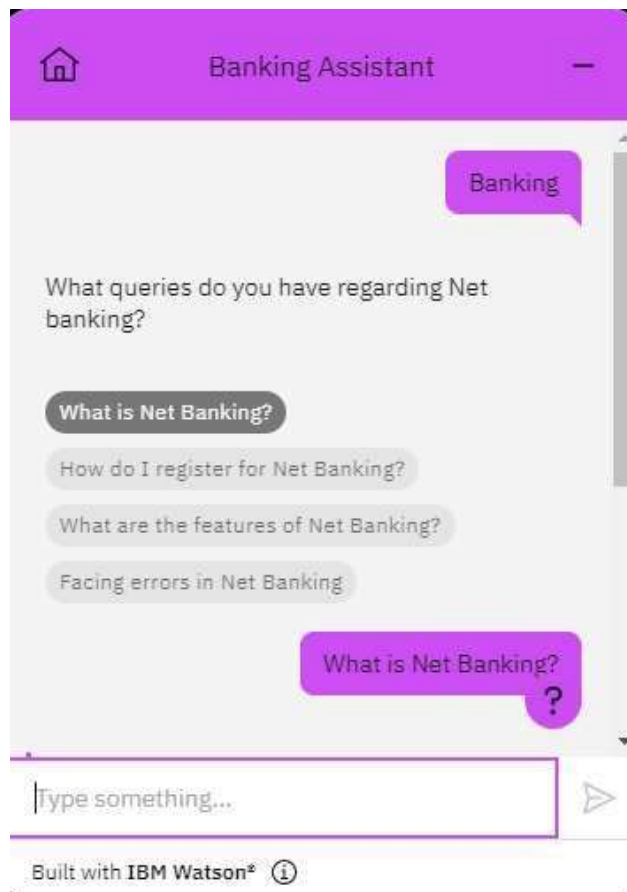 Banking Assistant
Banking
What queries do you have regarding Net
banking?
What is Net Banking?
How do I register for Net Banking?
What are the features of Net Banking?
Facing errors in Net Banking
What is Net Banking?
?
Type something...
Built with IBM Watson®